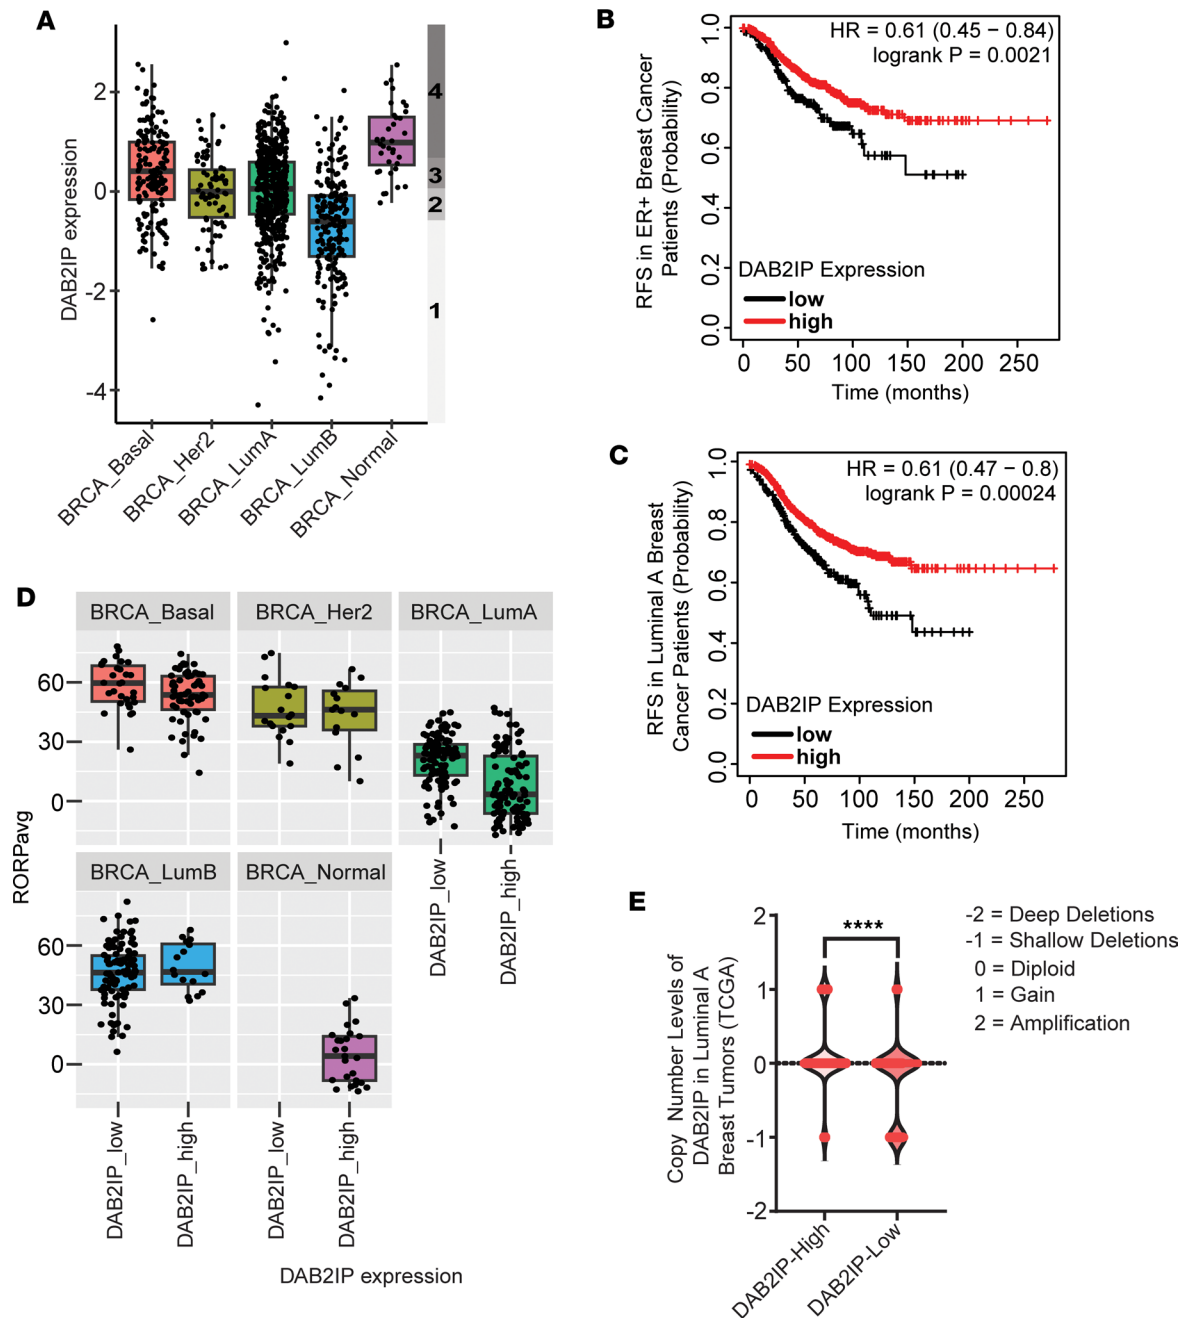 A
DAB2IP expression
2
0
-2
-4
4
3
2
1
BRCA_Basal
BRCA_Her2
BRCA_LumA
BRCA_LumB
BRCA_Normal
B
RFS in ER+ Breast Cancer
Patients (Probability)
1.0
0.8
0.6
0.4
0.2
0.0
HR = 0.61 (0.45 − 0.84)
logrank P = 0.0021
DAB2IP Expression
low
high
0 50 100 150 200 250
Time (months)
C
RFS in Luminal A Breast
Cancer Patients (Probability)
1.0
0.8
0.6
0.4
0.2
0.0
HR = 0.61 (0.47 − 0.8)
logrank P = 0.00024
DAB2IP Expression
low
high
0 50 100 150 200 250
Time (months)
D
RORPavg
BRCA_Basal
BRCA_Her2
BRCA_LumA
60
30
0
BRCA_LumB
BRCA_Normal
60
30
0
DAB2IP_low
DAB2IP_high
DAB2IP_low
DAB2IP_high
DAB2IP_low
DAB2IP_high
DAB2IP expression
E
Copy Number Levels of
DAB2IP in Luminal A
Breast Tumors (TCGA)
2
1
0
-1
-2
****
DAB2IP-High
DAB2IP-Low
-2 = Deep Deletions
-1 = Shallow Deletions
0 = Diploid
1 = Gain
2 = Amplification